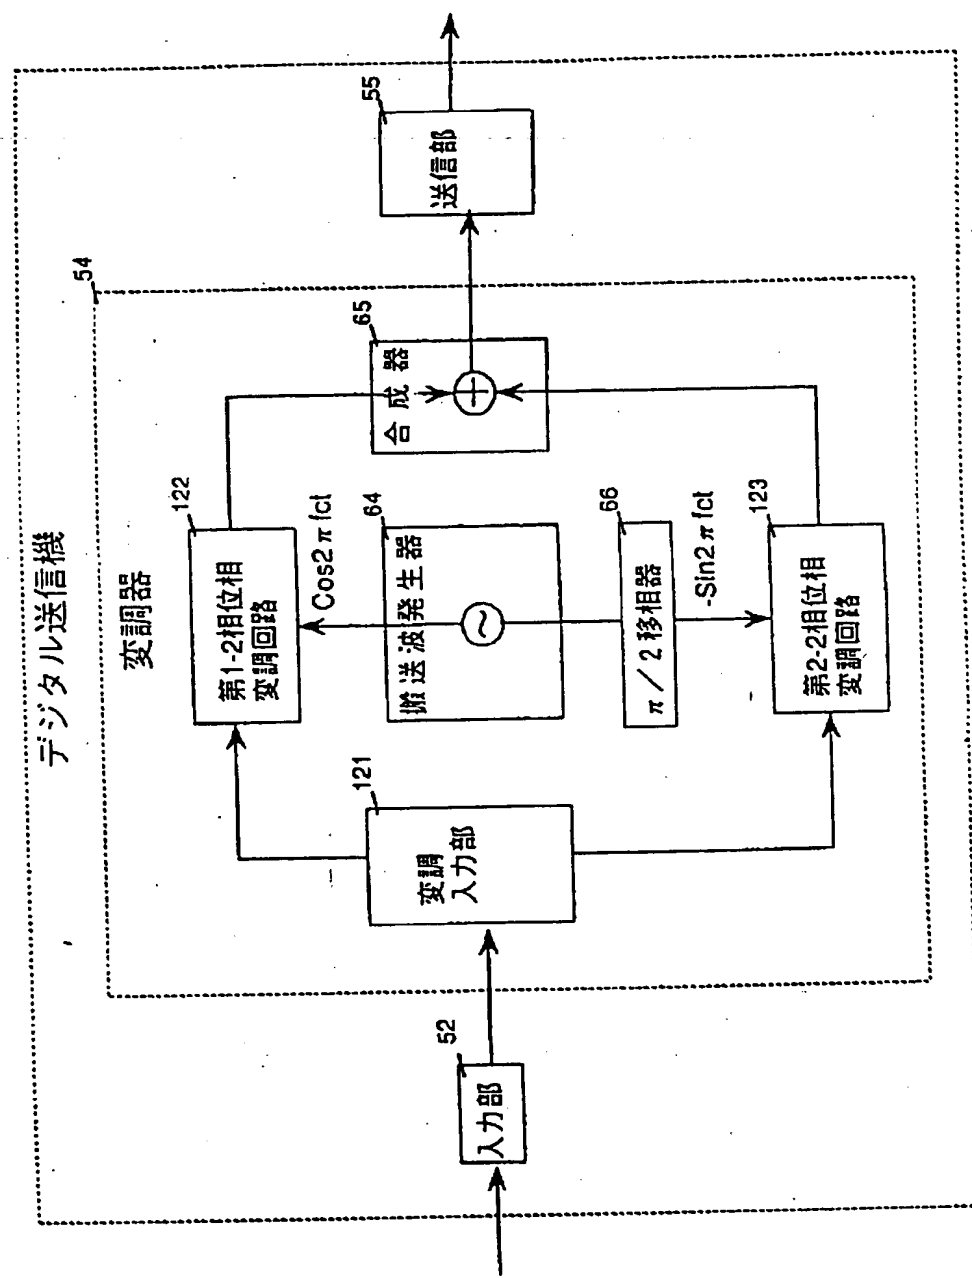 デジタル送信機
変調器
54
52
入力部
121
変調
入力部
122
第1-2相位相
変調回路
Cos2πfct
64
搬送波発生器
~
66
π/2移相器
-Sin2πfct
123
第2-2相位相
変調回路
65
合成器
+
55
送信部